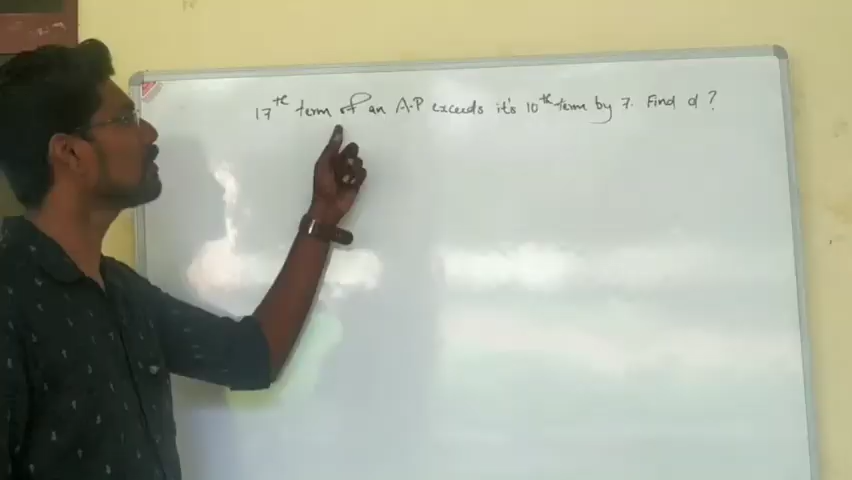 17th term of an A.P exceeds it's 10th term by 7. Find d ?